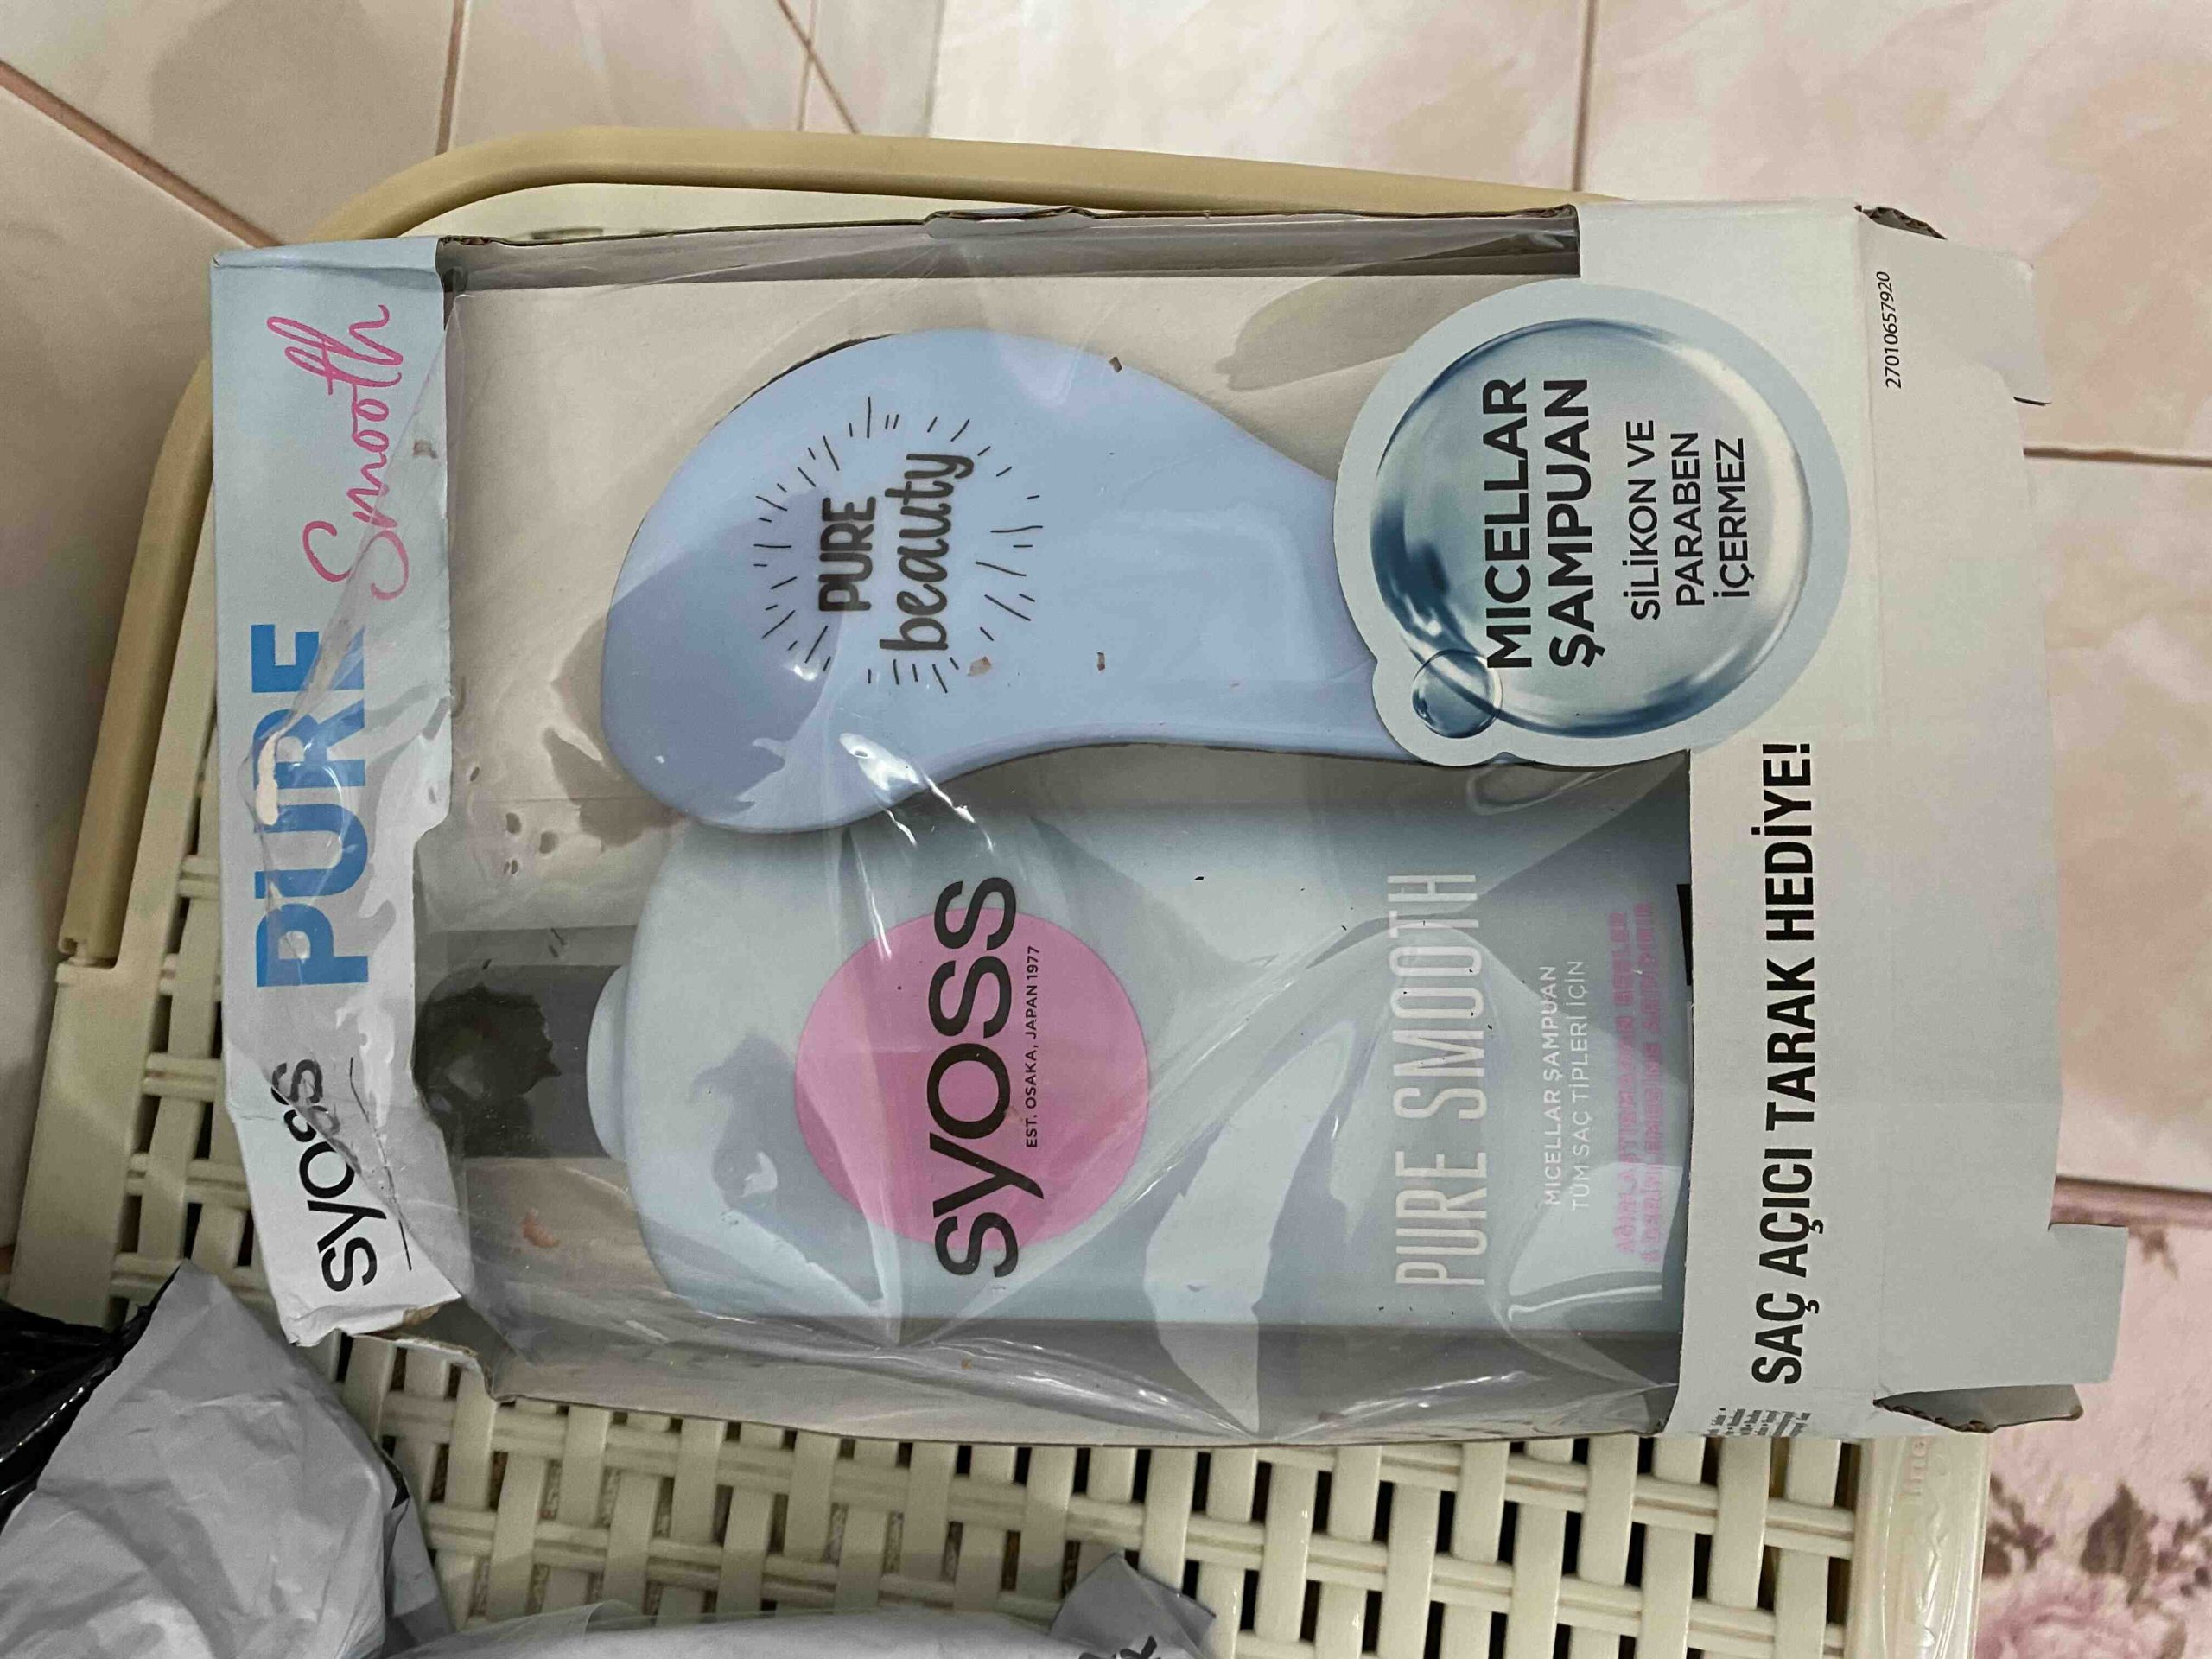 syoss PURE Smooth
PURE
beauty
syoss
EST. OSAKA, JAPAN 1977
PURE SMOOTH
MICELLAR ŞAMPUAN
TÜM SAÇ TİPLERİ İÇİN
MICELLAR
ŞAMPUAN
SİLİKON VE
PARABEN
İÇERMEZ
SAÇ AÇICI TARAK HEDİYE!
27010657920